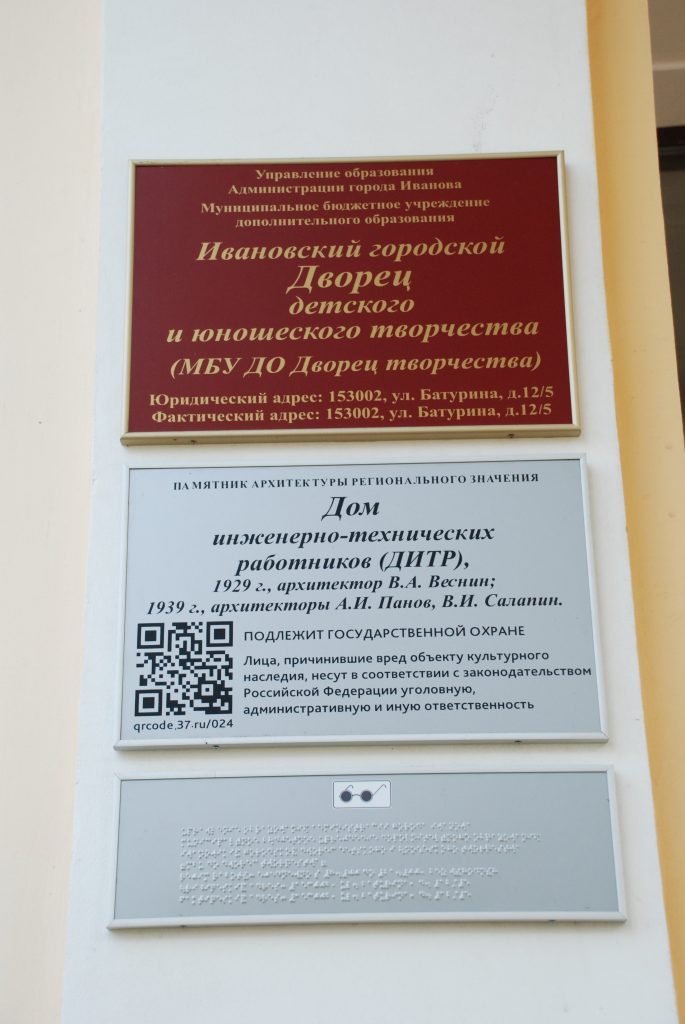 Управление образования
Администрации города Иванова
Муниципальное бюджетное учреждение
дополнительного образования
Ивановский городской
Дворец
детского
и юношеского творчества
(МБУ ДО Дворец творчества)
Юридический адрес: 153002, ул. Батурина, д.12/5
Фактический адрес: 153002, ул. Батурина, д.12/5
ПАМЯТНИК АРХИТЕКТУРЫ РЕГИОНАЛЬНОГО ЗНАЧЕНИЯ
Дом
инженерно-технических
работников (ДИТР),
1929 г., архитектор В.А. Веснин;
1939 г., архитекторы А.И. Панов, В.И. Салапин.
ПОДЛЕЖИТ ГОСУДАРСТВЕННОЙ ОХРАНЕ
Лица, причинившие вред объекту культурного
наследия, несут в соответствии с законодательством
Российской Федерации уголовную,
административную и иную ответственность
qrcode.37.ru/024